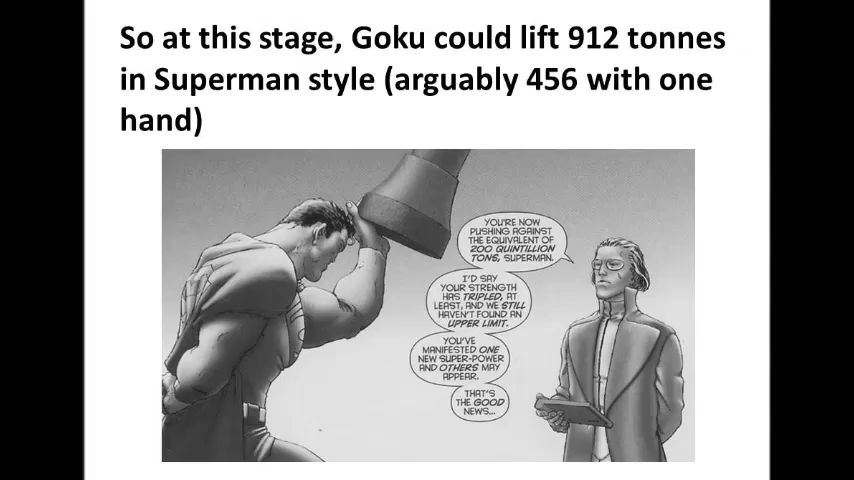 So at this stage, Goku could lift 912 tonnes
in Superman style (arguably 456 with one
hand)
YOU'RE NOW
PUSHING AGAINST
THE EQUIVALENT OF
200 QUINTILLION
TONS, SUPERMAN.
I'D SAY
YOUR STRENGTH
HAS TRIPLED, AT
LEAST, AND WE STILL
HAVEN'T FOUND AN
UPPER LIMIT.
YOU'VE
MANIFESTED ONE
NEW SUPER-POWER
AND OTHERS MAY
APPEAR.
THAT'S
THE GOOD
NEWS...